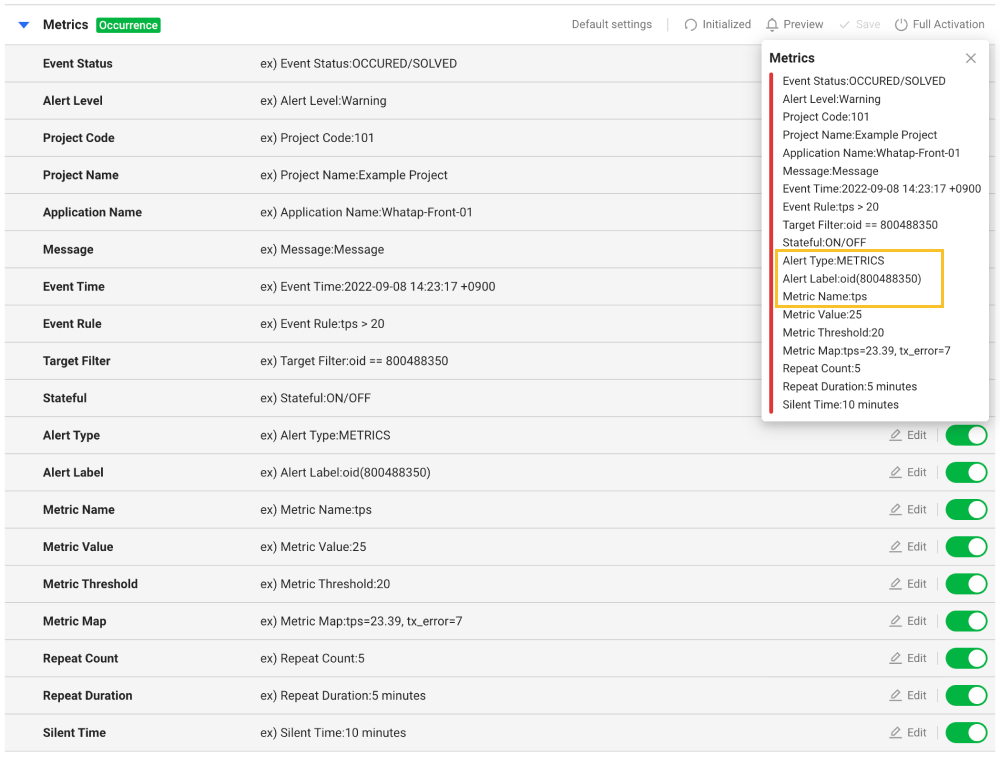 Metrics Occurrence Default settings Initialized Preview Save Full Activation
Event Status ex) Event Status:OCCURED/SOLVED
Alert Level ex) Alert Level:Warning
Project Code ex) Project Code:101
Project Name ex) Project Name:Example Project
Application Name ex) Application Name:Whatap-Front-01
Message ex) Message:Message
Event Time ex) Event Time:2022-09-08 14:23:17 +0900
Event Rule ex) Event Rule:tps > 20
Target Filter ex) Target Filter:oid == 800488350
Stateful ex) Stateful:ON/OFF
Alert Type ex) Alert Type:METRICS Edit
Alert Label ex) Alert Label:oid(800488350) Edit
Metric Name ex) Metric Name:tps Edit
Metric Value ex) Metric Value:25 Edit
Metric Threshold ex) Metric Threshold:20 Edit
Metric Map ex) Metric Map:tps=23.39, tx_error=7 Edit
Repeat Count ex) Repeat Count:5 Edit
Repeat Duration ex) Repeat Duration:5 minutes Edit
Silent Time ex) Silent Time:10 minutes Edit
Metrics
Event Status:OCCURED/SOLVED
Alert Level:Warning
Project Code:101
Project Name:Example Project
Application Name:Whatap-Front-01
Message:Message
Event Time:2022-09-08 14:23:17 +0900
Event Rule:tps > 20
Target Filter:oid == 800488350
Stateful:ON/OFF
Alert Type:METRICS
Alert Label:oid(800488350)
Metric Name:tps
Metric Value:25
Metric Threshold:20
Metric Map:tps=23.39, tx_error=7
Repeat Count:5
Repeat Duration:5 minutes
Silent Time:10 minutes